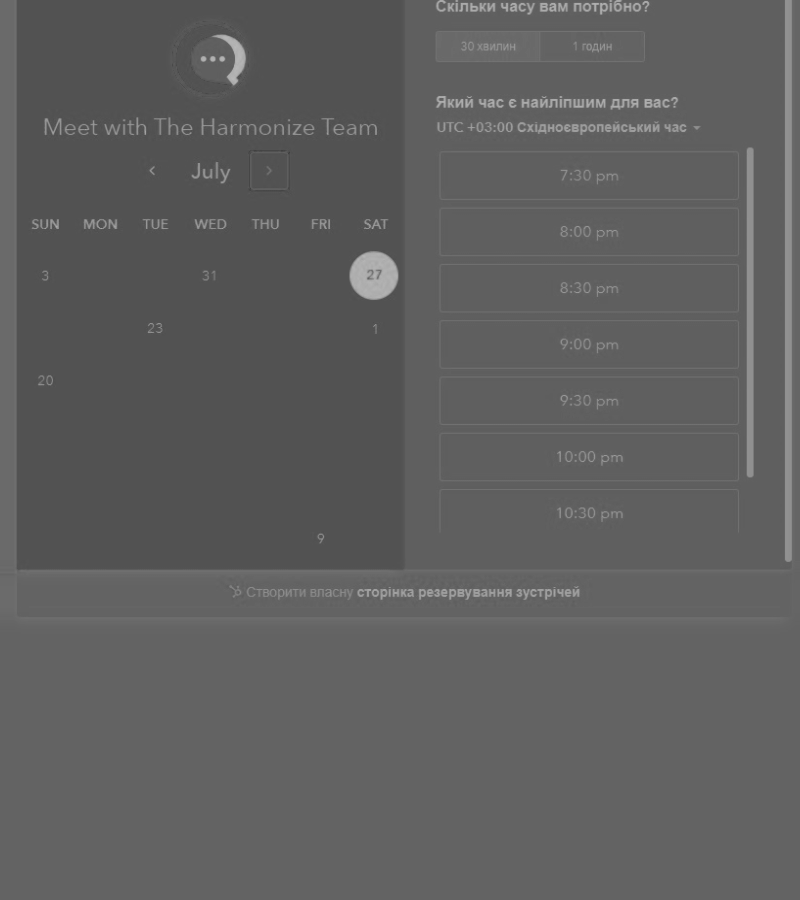 Meet with The Harmonize Team
July
SUN MON TUE WED THU FRI SAT
3 31 27
23 1
20
9
Скільки часу вам потрібно?
30 хвилин 1 годин
Який час є найліпшим для вас?
UTC +03:00 Східноєвропейський час
7:30 pm
8:00 pm
8:30 pm
9:00 pm
9:30 pm
10:00 pm
10:30 pm
Створити власну сторінка резервування зустрічей